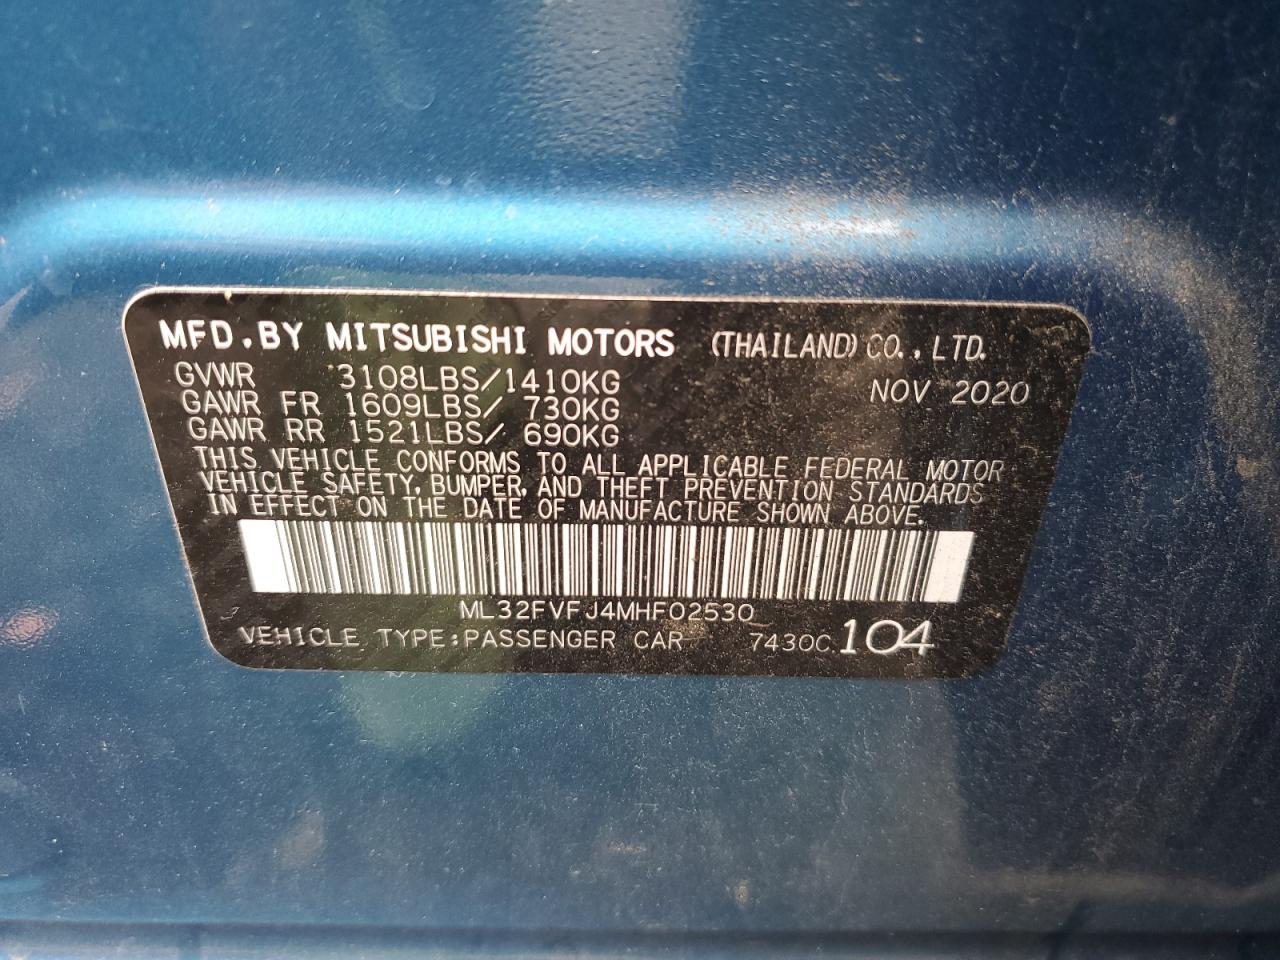 MFD.BY MITSUBISHI MOTORS (THAILAND) CO., LTD.
GVWR 3108LBS/1410KG NOV 2020
GAWR FR 1609LBS/ 730KG
GAWR RR 1521LBS/ 690KG
THIS VEHICLE CONFORMS TO ALL APPLICABLE FEDERAL MOTOR
VEHICLE SAFETY, BUMPER, AND THEFT PREVENTION STANDARDS
IN EFFECT ON THE DATE OF MANUFACTURE SHOWN ABOVE.
ML32FVFJ4MHF02530
VEHICLE TYPE:PASSENGER CAR 7430C 104